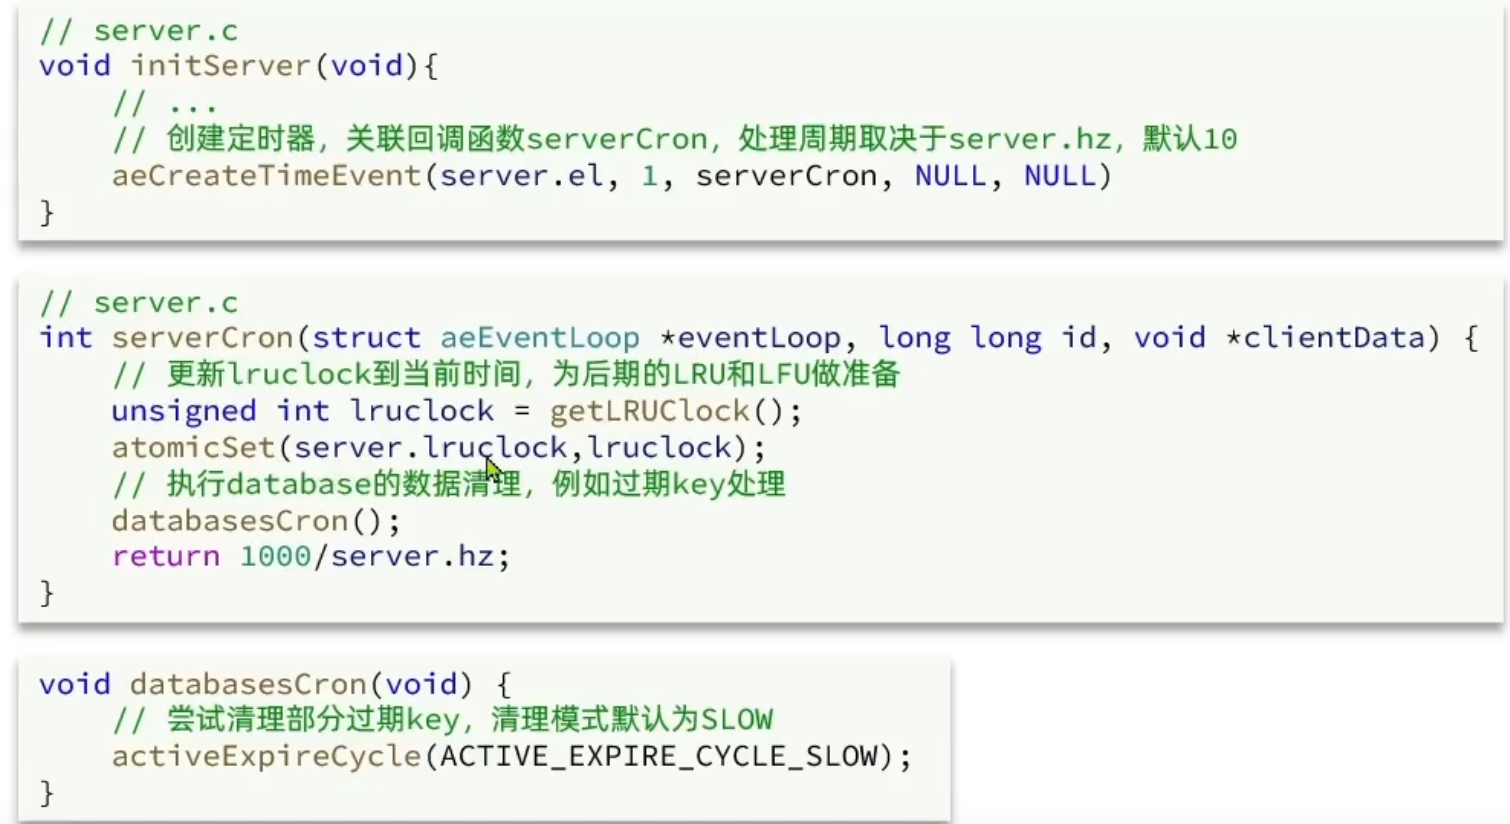 // server.c
void initServer(void){
    // ...
    // 创建定时器，关联回调函数serverCron，处理周期取决于server.hz，默认10
    aeCreateTimeEvent(server.el, 1, serverCron, NULL, NULL)
}
// server.c
int serverCron(struct aeEventLoop *eventLoop, long long id, void *clientData) {
    // 更新lruclock到当前时间，为后期的LRU和LFU做准备
    unsigned int lruclock = getLRUClock();
    atomicSet(server.lruclock,lruclock);
    // 执行database的数据清理，例如过期key处理
    databasesCron();
    return 1000/server.hz;
}
void databasesCron(void) {
    // 尝试清理部分过期key，清理模式默认为SLOW
    activeExpireCycle(ACTIVE_EXPIRE_CYCLE_SLOW);
}